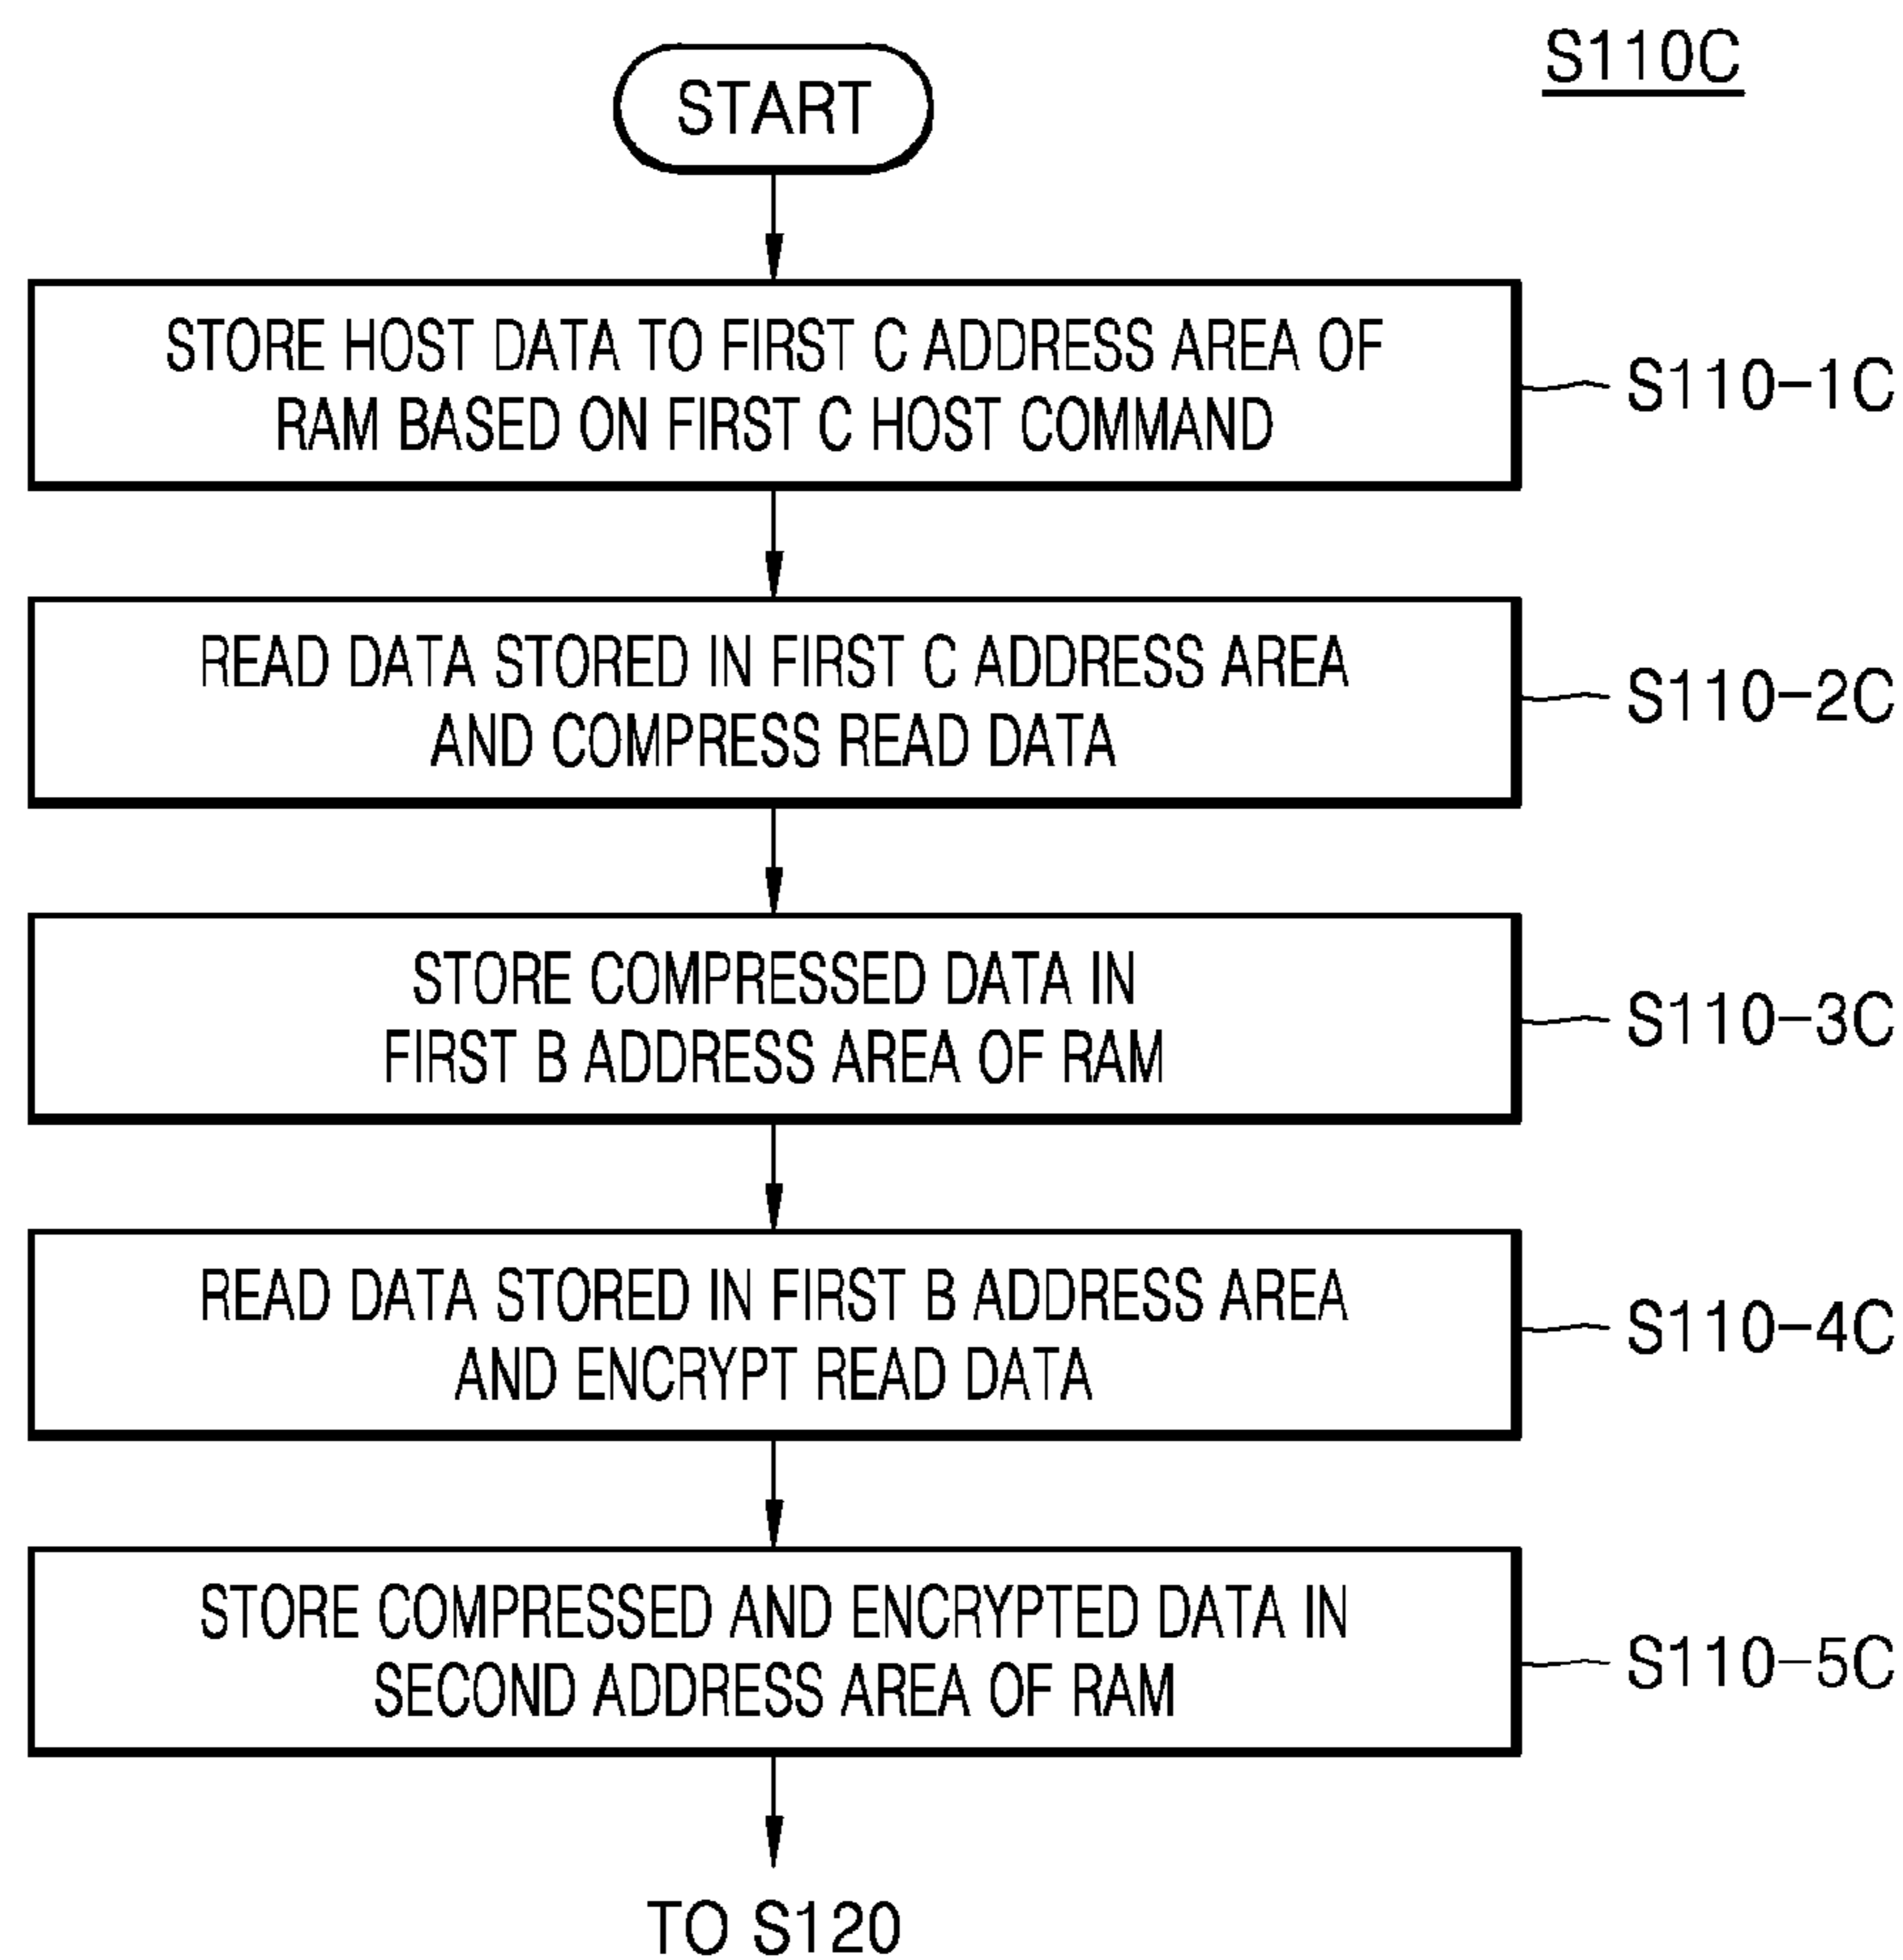 S110C
START
STORE HOST DATA TO FIRST C ADDRESS AREA OF
RAM BASED ON FIRST C HOST COMMAND
S110-1C
READ DATA STORED IN FIRST C ADDRESS AREA
AND COMPRESS READ DATA
S110-2C
STORE COMPRESSED DATA IN
FIRST B ADDRESS AREA OF RAM
S110-3C
READ DATA STORED IN FIRST B ADDRESS AREA
AND ENCRYPT READ DATA
S110-4C
STORE COMPRESSED AND ENCRYPTED DATA IN
SECOND ADDRESS AREA OF RAM
S110-5C
TO S120